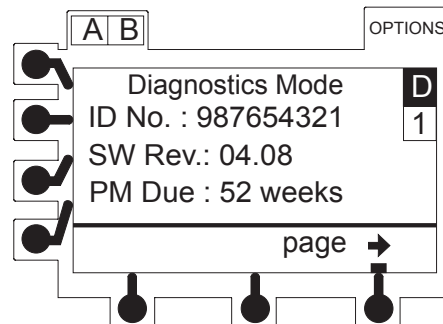 A B
OPTIONS
Diagnostics Mode
D
ID No. : 987654321
1
SW Rev.: 04.08
PM Due : 52 weeks
page